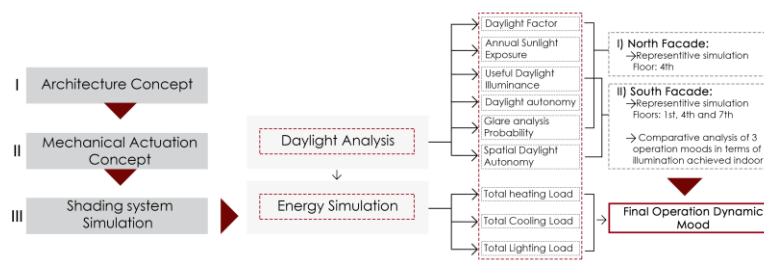 I
Architecture Concept
II
Mechanical Actuation
Concept
III
Shading system
Simulation
Daylight Analysis
Energy Simulation
Daylight Factor
Annual Sunlight
Exposure
Useful Daylight
Illuminance
Daylight autonomy
Glare analysis
Probability
Spatial Daylight
Autonomy
Total heating Load
Total Cooling Load
Total Lighting Load
I) North Facade:
→Representitive simulation
Floor: 4th
II) South Facade:
→Representitive simulation
Floors: 1st, 4th and 7th
→ Comparative analysis of 3
operation moods in terms of
illumination achieved indoor
Final Operation Dynamic
Mood